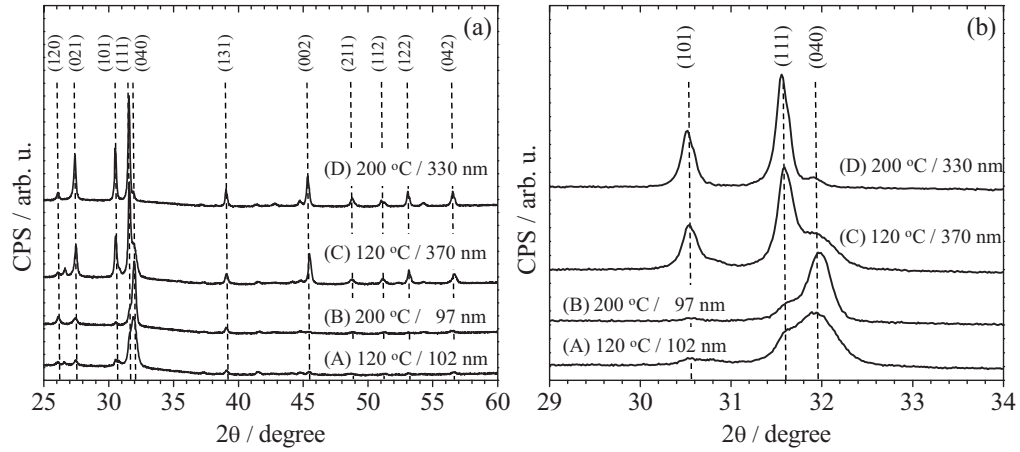 (a)
(120)
(021)
(101)
(111)
(040)
(131)
(002)
(211)
(112)
(122)
(042)
(D) 200 °C / 330 nm
(C) 120 °C / 370 nm
(B) 200 °C / 97 nm
(A) 120 °C / 102 nm
CPS / arb. u.
25 30 35 40 45 50 55 60
2θ / degree
(b)
(101)
(111)
(040)
(D) 200 °C / 330 nm
(C) 120 °C / 370 nm
(B) 200 °C / 97 nm
(A) 120 °C / 102 nm
CPS / arb. u.
29 30 31 32 33 34
2θ / degree